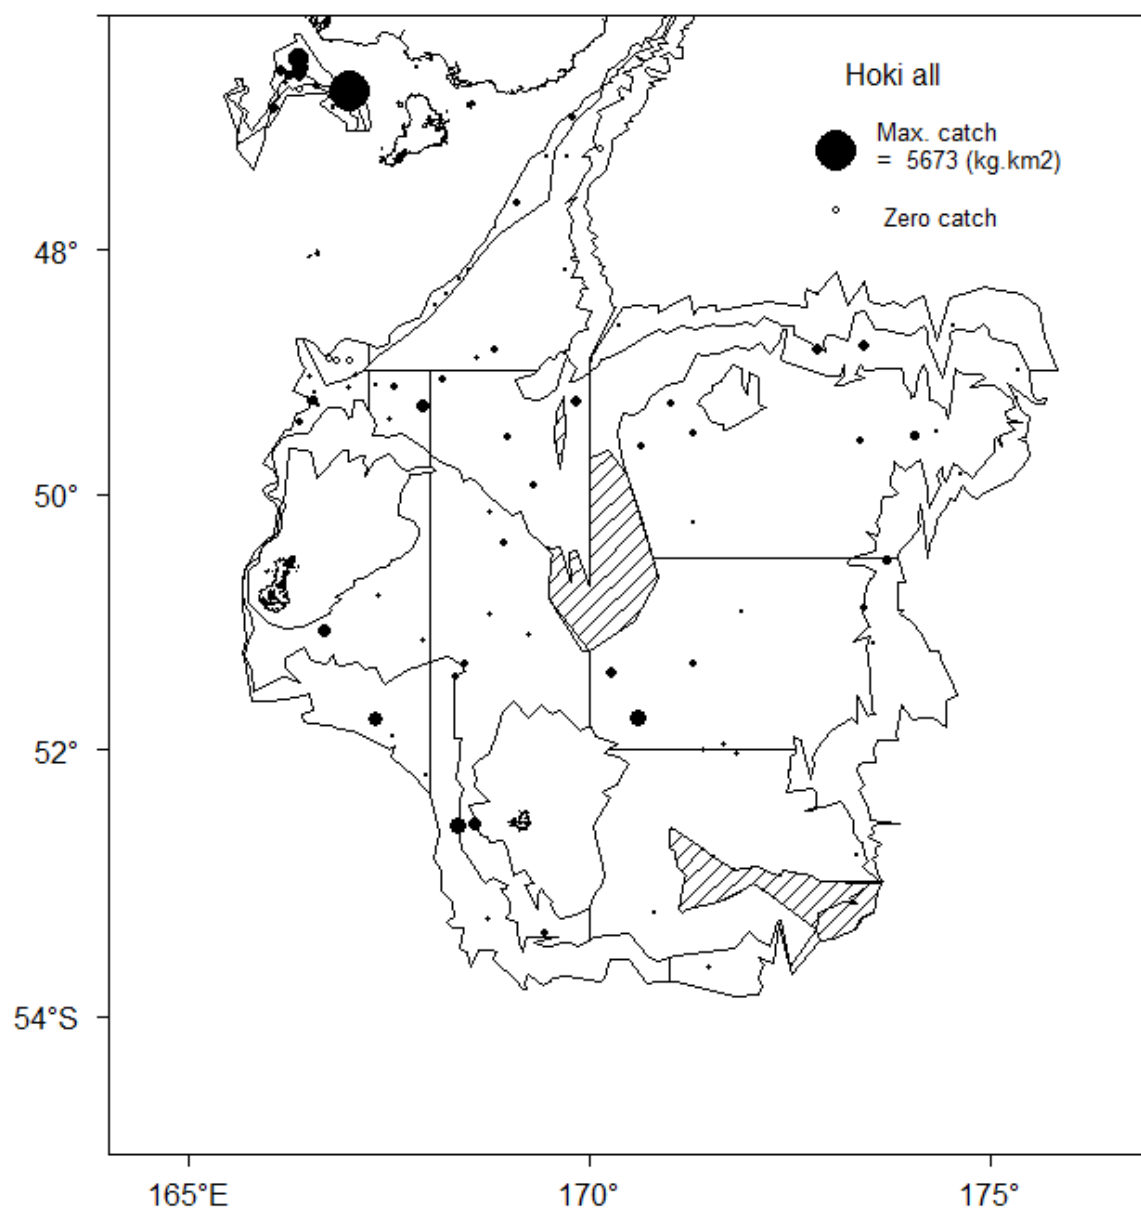 Hoki all
Max. catch
= 5673 (kg.km2)
Zero catch
48°
50°
52°
54°S
165°E
170°
175°